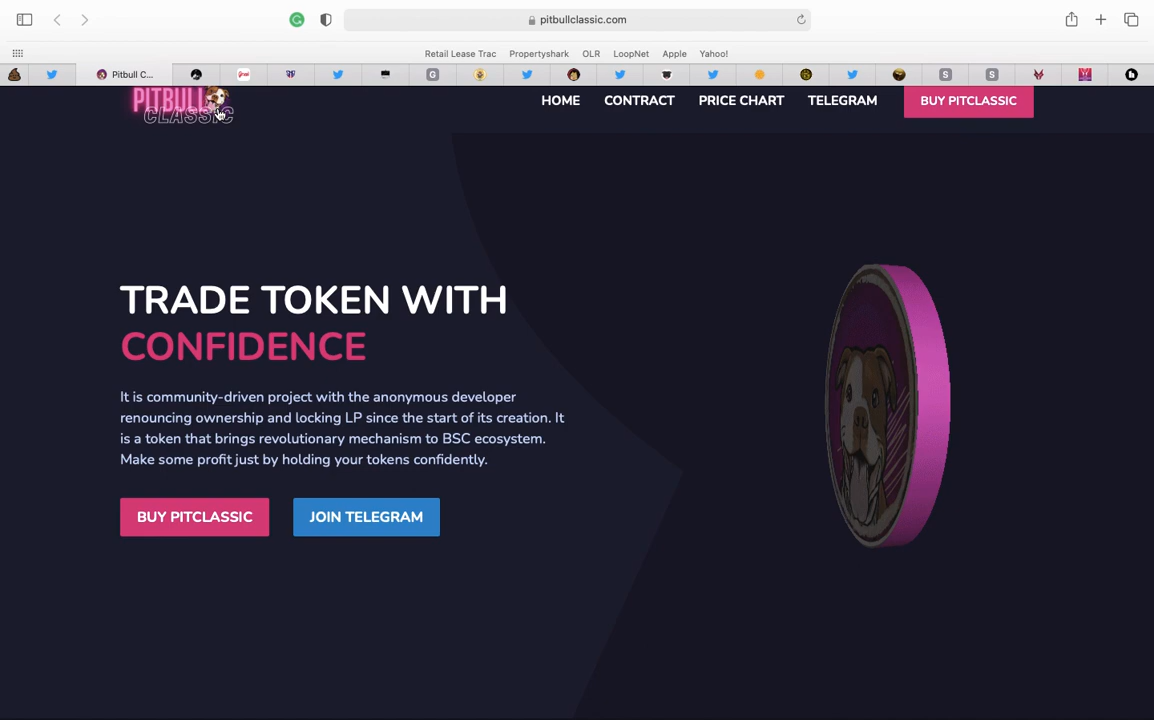 pitbullclassic.com
Retail Lease Trac Propertyshark OLR LoopNet Apple Yahoo!
Pitbull C... G S S
PITBULL
CLASSIC
HOME CONTRACT PRICE CHART TELEGRAM BUY PITCLASSIC
TRADE TOKEN WITH
CONFIDENCE
It is community-driven project with the anonymous developer
renouncing ownership and locking LP since the start of its creation. It
is a token that brings revolutionary mechanism to BSC ecosystem.
Make some profit just by holding your tokens confidently.
BUY PITCLASSIC JOIN TELEGRAM